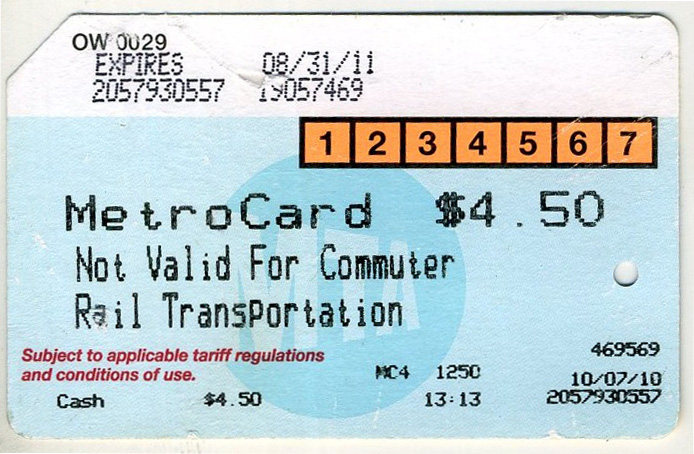 OW 0029
EXPIRES 08/31/11
2057930557 19057469
1 2 3 4 5 6 7
MetroCard $4.50
Not Valid For Commuter
Rail Transportation
MTA
Subject to applicable tariff regulations
and conditions of use.
469569
MC4 1250
10/07/10
Cash $4.50 13:13 2057930557